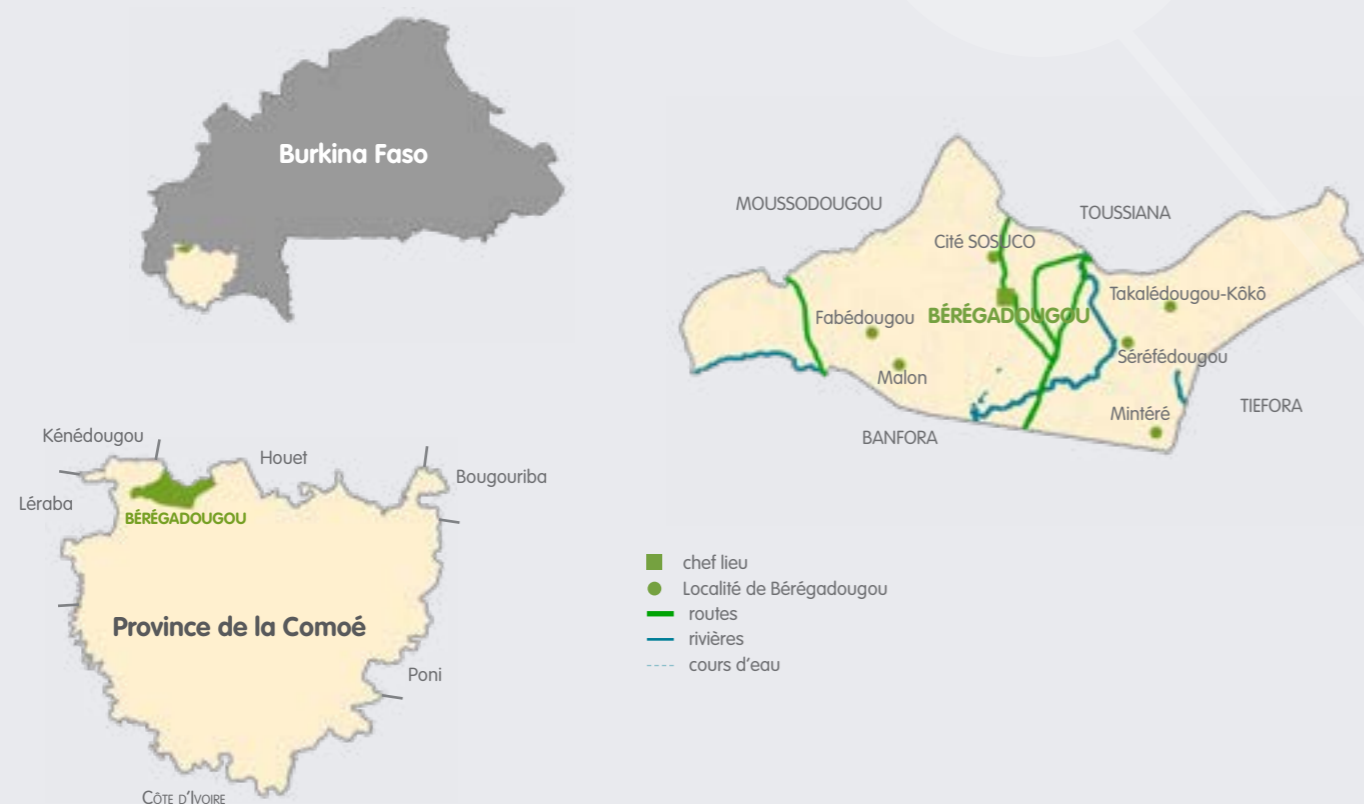 Burkina Faso
MOUSSODOUGOU
TOUSSIANA
Cité SOSUCO
Takalédougou-Kôkô
Fabédougou
BÉRÉGADOUGOU
Séréfédougou
Malon
Mintéré
TIEFORA
BANFORA
Kénédougou
Houet
Bougouriba
Léraba
BÉRÉGADOUGOU
Province de la Comoé
Poni
CÔTE D'IVOIRE
chef lieu
Localité de Bérégadougou
routes
rivières
cours d'eau